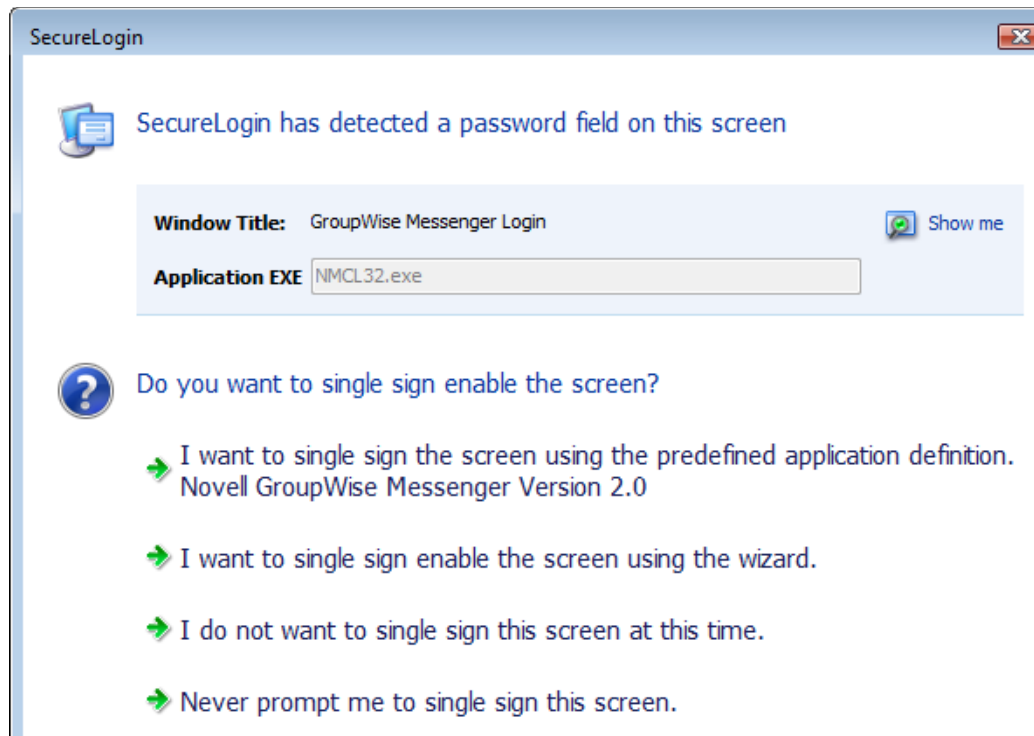 SecureLogin
SecureLogin has detected a password field on this screen
Window Title: GroupWise Messenger Login
Show me
Application EXE NMCL32.exe
Do you want to single sign enable the screen?
I want to single sign the screen using the predefined application definition.
Novell GroupWise Messenger Version 2.0
I want to single sign enable the screen using the wizard.
I do not want to single sign this screen at this time.
Never prompt me to single sign this screen.